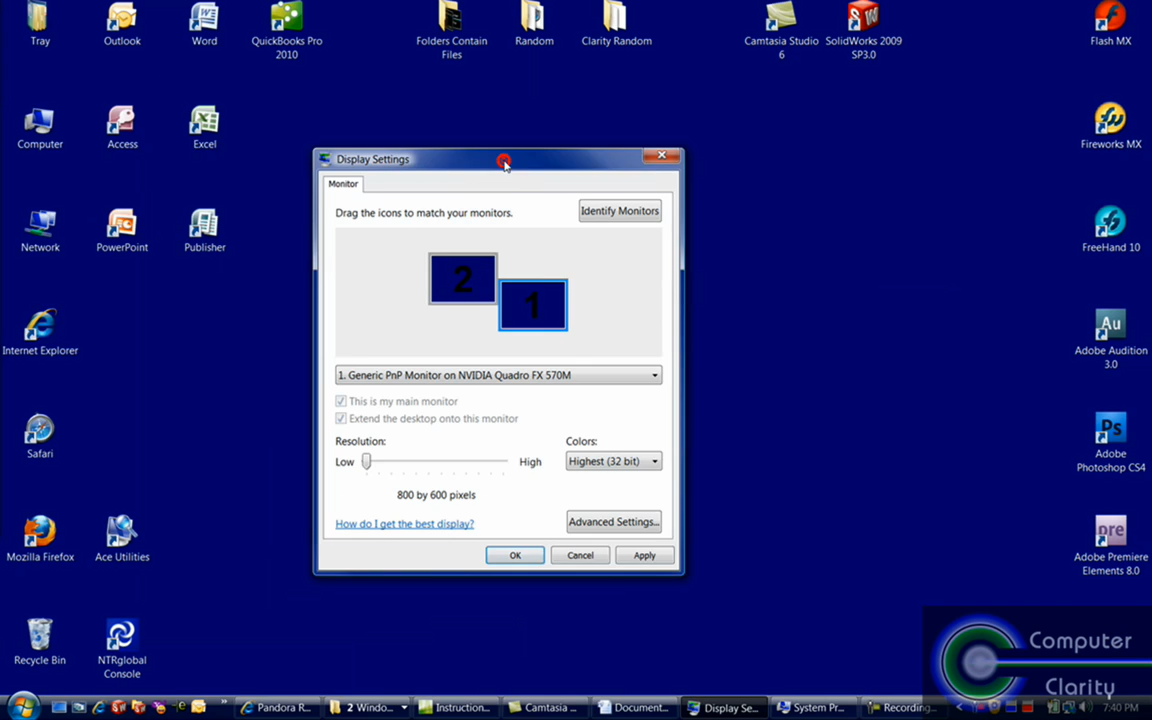 Tray
Outlook
Word
QuickBooks Pro
2010
Folders Contain
Files
Random
Clarity Random
Camtasia Studio
6
SolidWorks 2009
SP3.0
Flash MX
Computer
Access
Excel
Fireworks MX
Network
PowerPoint
Publisher
FreeHand 10
Internet Explorer
Au
Adobe Audition
3.0
Safari
Ps
Adobe
Photoshop CS4
Mozilla Firefox
Ace Utilities
pre
Adobe Premiere
Elements 8.0
Recycle Bin
NTRglobal
Console
Display Settings
Monitor
Drag the icons to match your monitors.
Identify Monitors
2
1
1. Generic PnP Monitor on NVIDIA Quadro FX 570M
This is my main monitor
Extend the desktop onto this monitor
Resolution:
Colors:
Low
High
Highest (32 bit)
800 by 600 pixels
How do I get the best display?
Advanced Settings...
OK
Cancel
Apply
Computer
Clarity
Pandora R...
2 Windo...
Instruction...
Camtasia ...
Document...
Display Se...
System Pr...
Recording...
7:40 PM